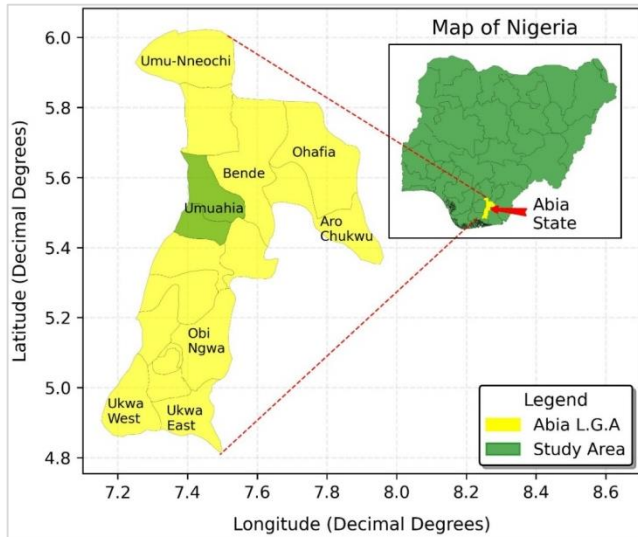 Map of Nigeria
Abia
State
Umu-Nneochi
Ohafia
Bende
Umuahia
Aro
Chukwu
Obi
Ngwa
Ukwa
West
Ukwa
East
Legend
Abia L.G.A
Study Area
Latitude (Decimal Degrees)
6.0
5.8
5.6
5.4
5.2
5.0
4.8
7.2 7.4 7.6 7.8 8.0 8.2 8.4 8.6
Longitude (Decimal Degrees)